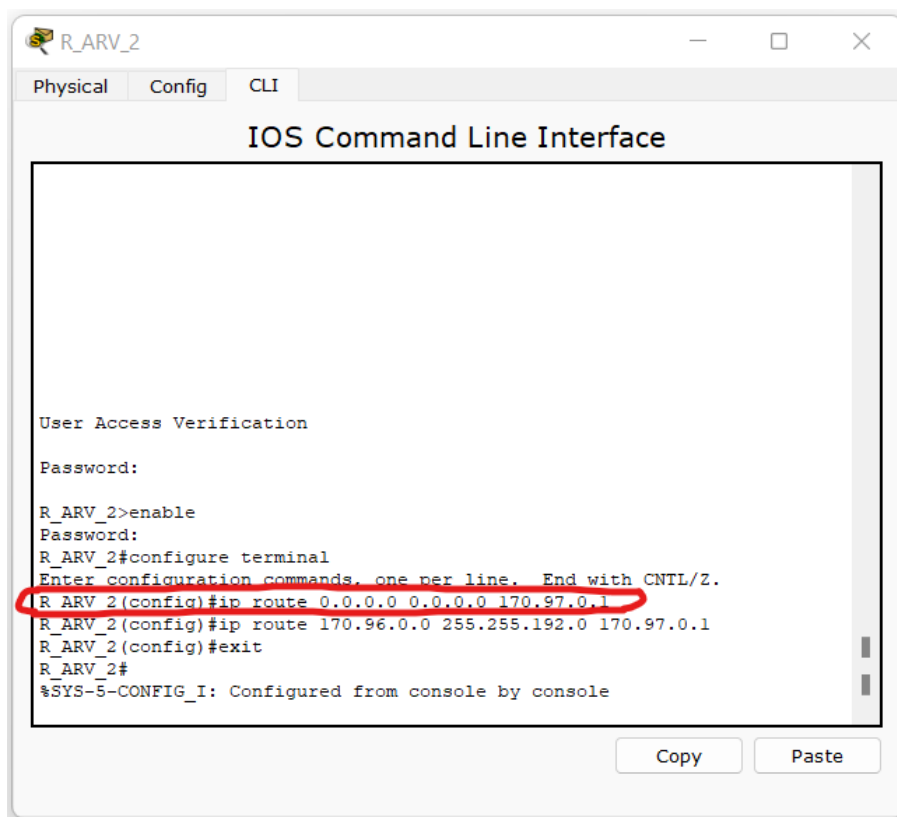 R_ARV_2
Physical Config CLI
IOS Command Line Interface
User Access Verification
Password:
R_ARV_2>enable
Password:
R_ARV_2#configure terminal
Enter configuration commands, one per line.  End with CNTL/Z.
R_ARV_2(config)#ip route 0.0.0.0 0.0.0.0 170.97.0.1
R_ARV_2(config)#ip route 170.96.0.0 255.255.192.0 170.97.0.1
R_ARV_2(config)#exit
R_ARV_2#
%SYS-5-CONFIG_I: Configured from console by console
Copy Paste